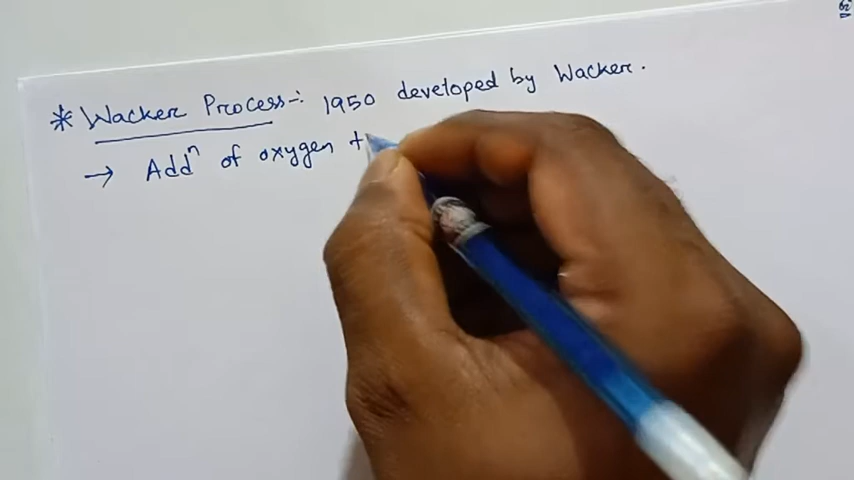 * Wacker Process :- 1950 developed by Wacker.
→ Addⁿ of oxygen t